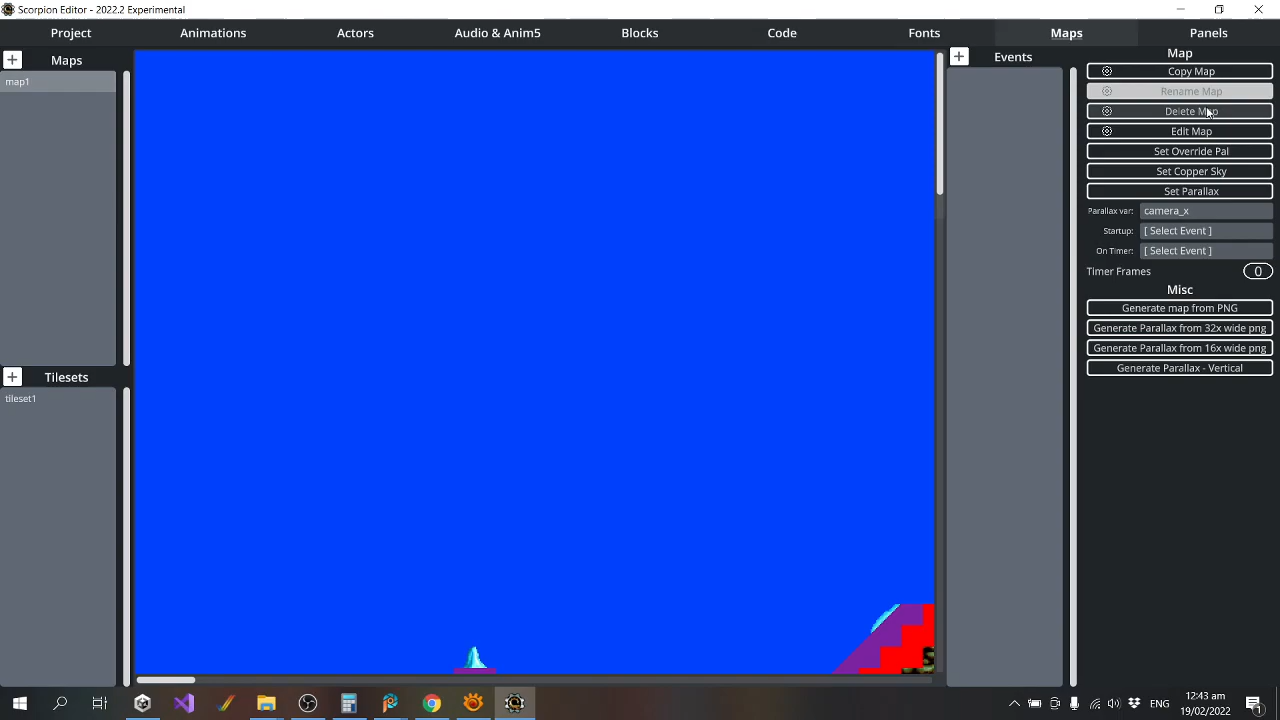 Scorpion Editor - 2022.2 Experimental
Project
Animations
Actors
Audio & Anim5
Blocks
Code
Fonts
Maps
Panels
Maps
map1
Tilesets
tileset1
Events
Map
Copy Map
Rename Map
Delete Map
Edit Map
Set Override Pal
Set Copper Sky
Set Parallax
Parallax var: camera_x
Startup: [ Select Event ]
On Timer: [ Select Event ]
Timer Frames 0
Misc
Generate map from PNG
Generate Parallax from 32x wide png
Generate Parallax from 16x wide png
Generate Parallax - Vertical
ENG
12:43 am
19/02/2022
1